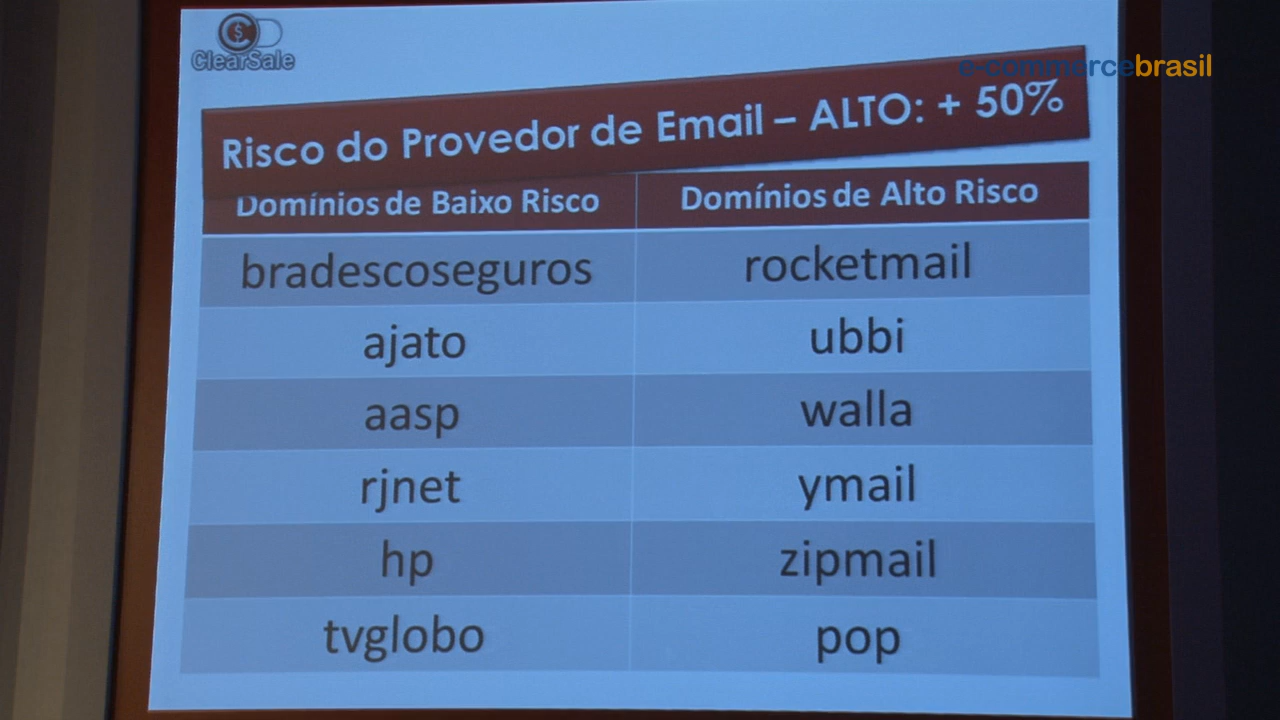 ClearSale
e-commercebrasil
Risco do Provedor de Email – ALTO: + 50%
Domínios de Baixo Risco Domínios de Alto Risco
bradescoseguros rocketmail
ajato ubbi
aasp walla
rjnet ymail
hp zipmail
tvglobo pop